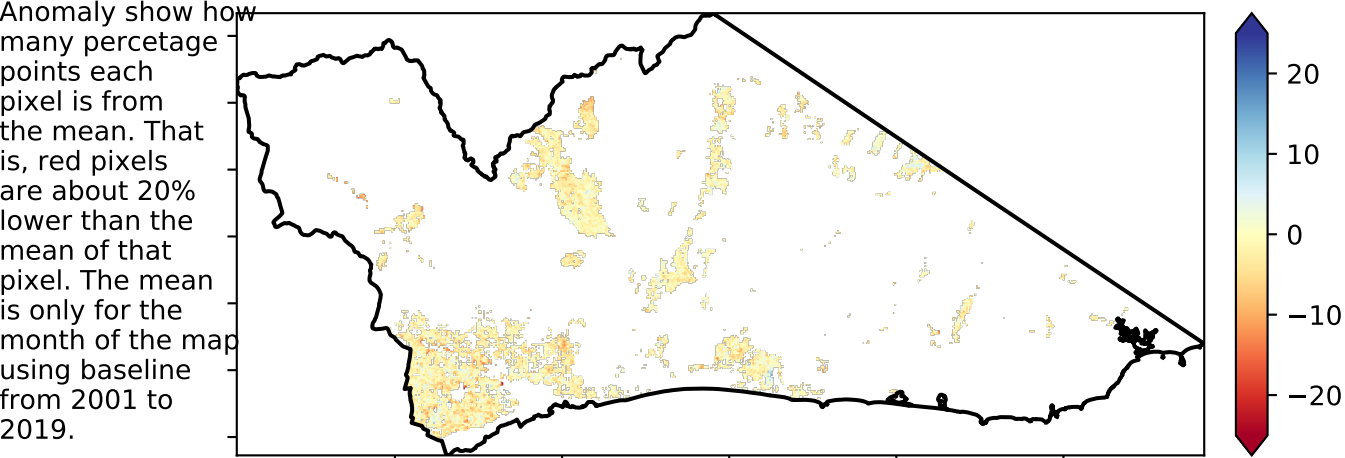 Anomaly show how
many percetage
points each
pixel is from
the mean. That
is, red pixels
are about 20%
lower than the
mean of that
pixel. The mean
is only for the
month of the map
using baseline
from 2001 to
2019.
20
10
0
−10
−20